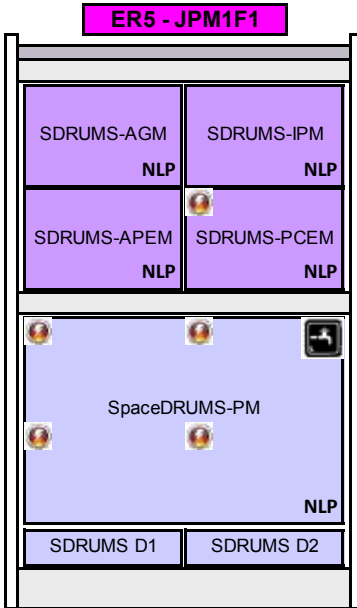 ER5 - JPM1F1
SDRUMS-AGM
NLP
SDRUMS-IPM
NLP
SDRUMS-APEM
NLP
SDRUMS-PCEM
NLP
SpaceDRUMS-PM
NLP
SDRUMS D1
SDRUMS D2